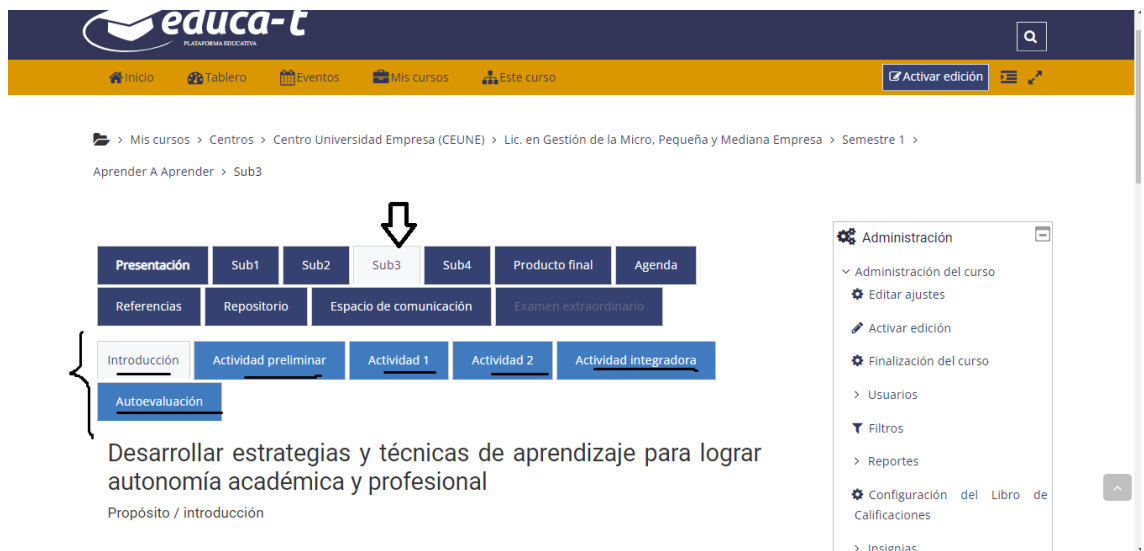 educa-t
PLATAFORMA EDUCATIVA
Inicio Tablero Eventos Mis cursos Este curso Activar edición
> Mis cursos > Centros > Centro Universidad Empresa (CEUNE) > Lic. en Gestión de la Micro, Pequeña y Mediana Empresa > Semestre 1 >
Aprender A Aprender > Sub3
Presentación Sub1 Sub2 Sub3 Sub4 Producto final Agenda
Referencias Repositorio Espacio de comunicación Examen extraordinario
Introducción Actividad preliminar Actividad 1 Actividad 2 Actividad integradora
Autoevaluación
Desarrollar estrategias y técnicas de aprendizaje para lograr
autonomía académica y profesional
Propósito / introducción
Administración
Administración del curso
Editar ajustes
Activar edición
Finalización del curso
> Usuarios
Filtros
> Reportes
Configuración del Libro de
Calificaciones
> Insignias